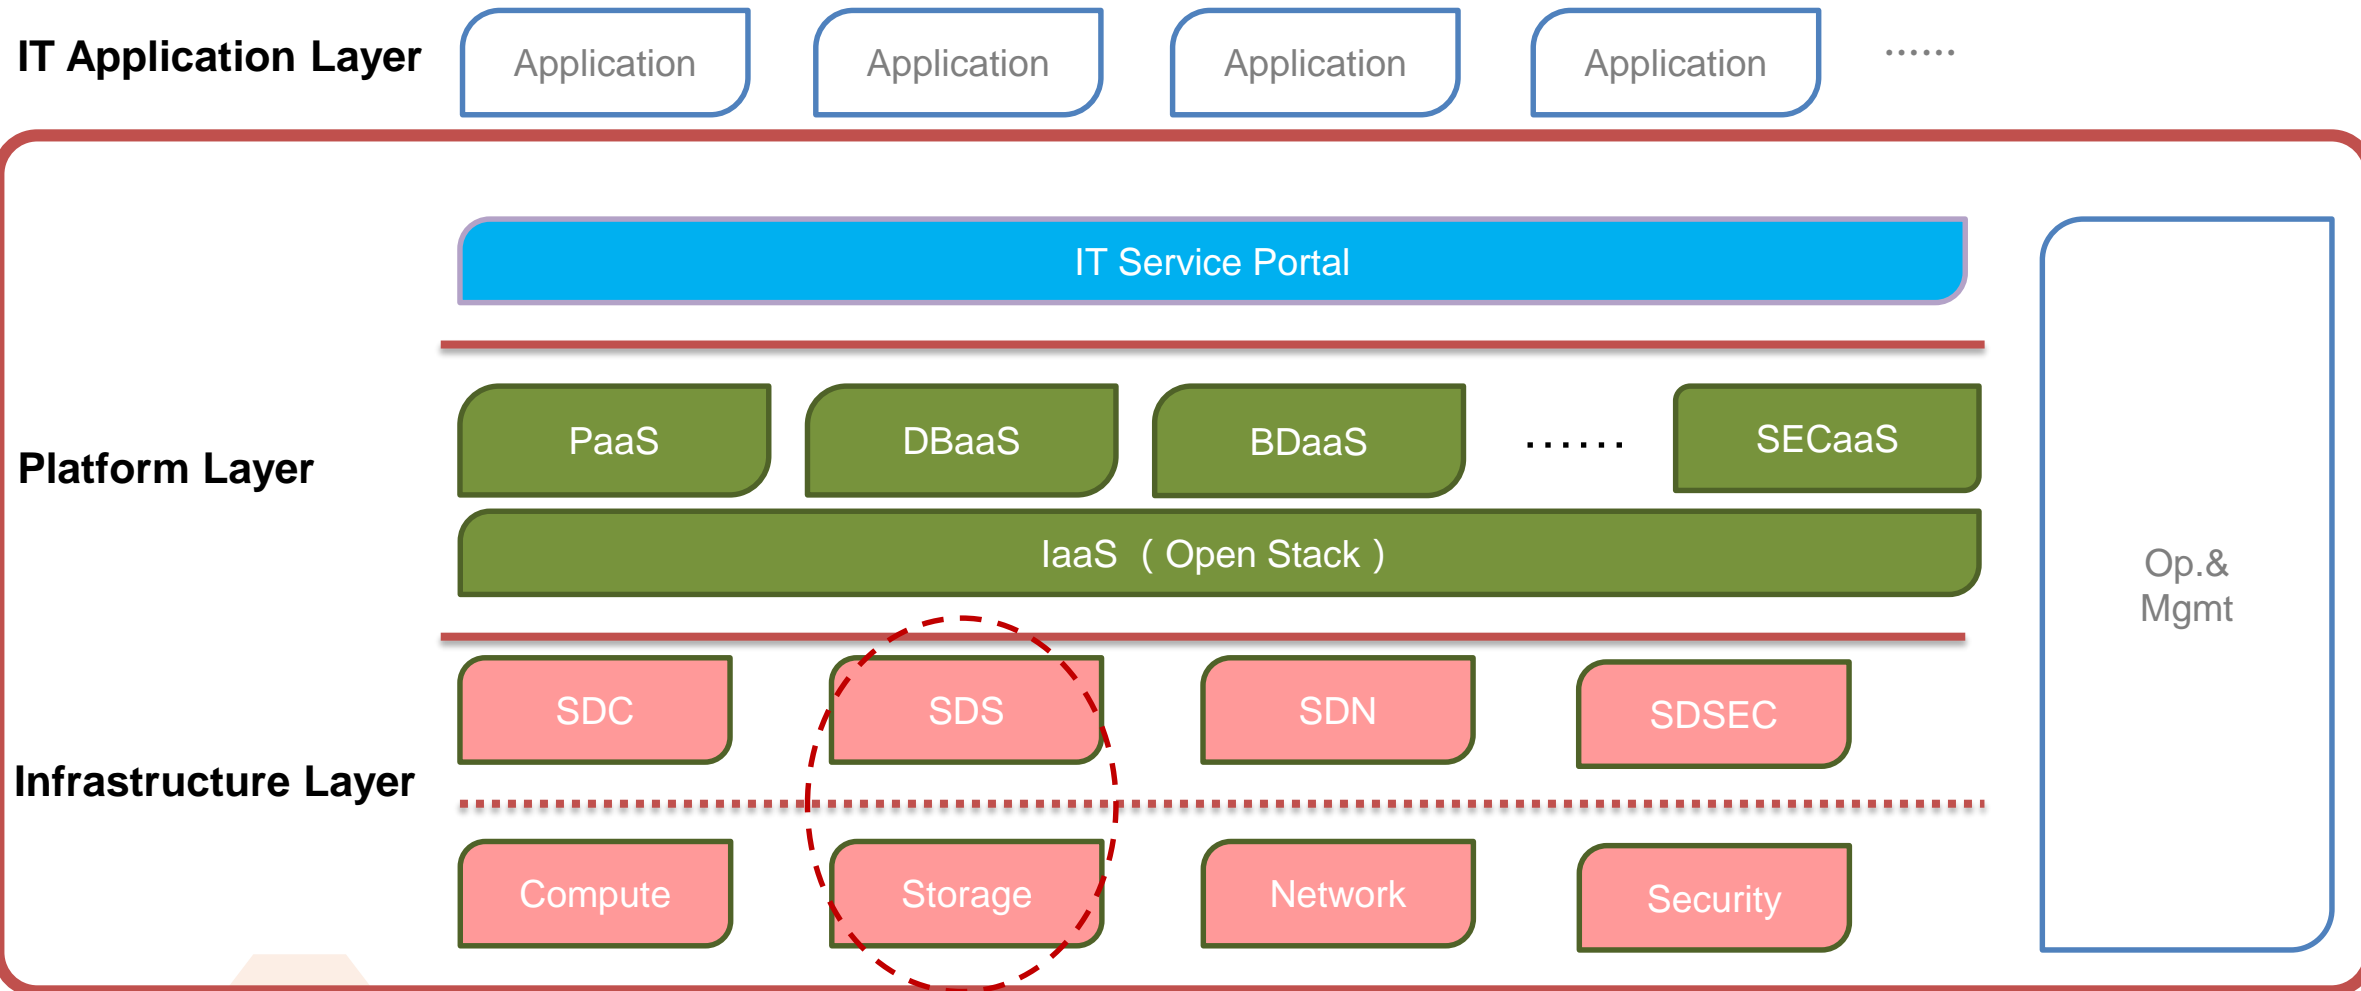 IT Application Layer
Application
Application
Application
Application
......
IT Service Portal
Platform Layer
PaaS
DBaaS
BDaaS
......
SECaaS
IaaS （Open Stack）
Op.&
Mgmt
Infrastructure Layer
SDC
SDS
SDN
SDSEC
Compute
Storage
Network
Security